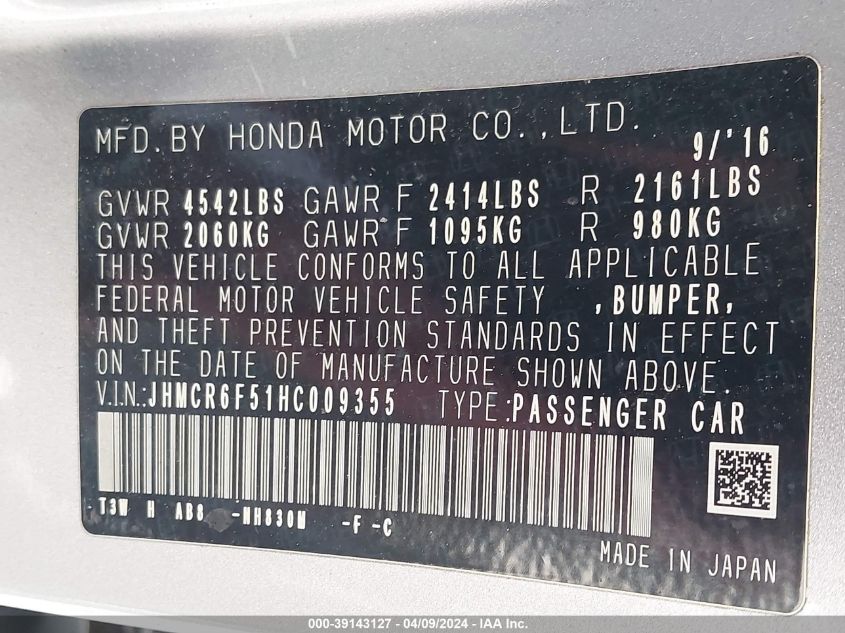 MFD. BY HONDA MOTOR CO., LTD. 9/'16
GVWR 4542LBS GAWR F 2414LBS R 2161LBS
GVWR 2060KG GAWR F 1095KG R 980KG
THIS VEHICLE CONFORMS TO ALL APPLICABLE
FEDERAL MOTOR VEHICLE SAFETY , BUMPER,
AND THEFT PREVENTION STANDARDS IN EFFECT
ON THE DATE OF MANUFACTURE SHOWN ABOVE.
V.I.N.: JHMCR6F51HC009355 TYPE: PASSENGER CAR
T3W H AB8 -NH830M -F -C
MADE IN JAPAN
000-39143127 - 04/09/2024 - IAA Inc.